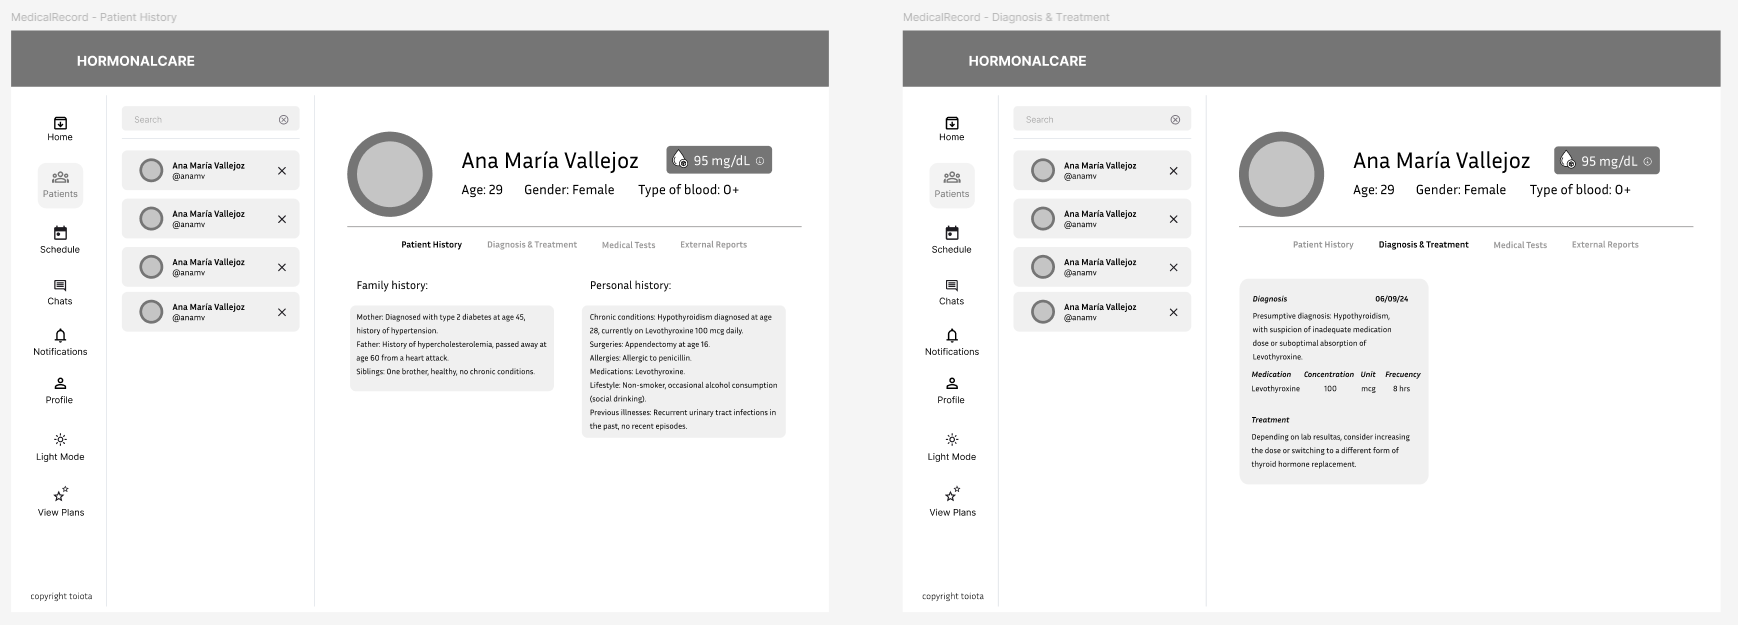 MedicalRecord - Patient History
HORMONALCARE
Home
Patients
Schedule
Chats
Notifications
Profile
Light Mode
View Plans
copyright toiota
Search
Ana María Vallejoz
@anamv
Ana María Vallejoz
@anamv
Ana María Vallejoz
@anamv
Ana María Vallejoz
@anamv
Ana María Vallejoz
95 mg/dL
Age: 29 Gender: Female Type of blood: O+
Patient History Diagnosis & Treatment Medical Tests External Reports
Family history:
Mother: Diagnosed with type 2 diabetes at age 45,
history of hypertension.
Father: History of hypercholesterolemia, passed away at
age 60 from a heart attack.
Siblings: One brother, healthy, no chronic conditions.
Personal history:
Chronic conditions: Hypothyroidism diagnosed at age
28, currently on Levothyroxine 100 mcg daily.
Surgeries: Appendectomy at age 16.
Allergies: Allergic to penicillin.
Medications: Levothyroxine.
Lifestyle: Non-smoker, occasional alcohol consumption
(social drinking).
Previous illnesses: Recurrent urinary tract infections in
the past, no recent episodes.
MedicalRecord - Diagnosis & Treatment
HORMONALCARE
Home
Patients
Schedule
Chats
Notifications
Profile
Light Mode
View Plans
copyright toiota
Search
Ana María Vallejoz
@anamv
Ana María Vallejoz
@anamv
Ana María Vallejoz
@anamv
Ana María Vallejoz
@anamv
Ana María Vallejoz
95 mg/dL
Age: 29 Gender: Female Type of blood: O+
Patient History Diagnosis & Treatment Medical Tests External Reports
Diagnosis 06/09/24
Presumptive diagnosis: Hypothyroidism,
with suspicion of inadequate medication
dose or suboptimal absorption of
Levothyroxine.
Medication Concentration Unit Frecuency
Levothyroxine 100 mcg 8 hrs
Treatment
Depending on lab resultas, consider increasing
the dose or switching to a different form of
thyroid hormone replacement.